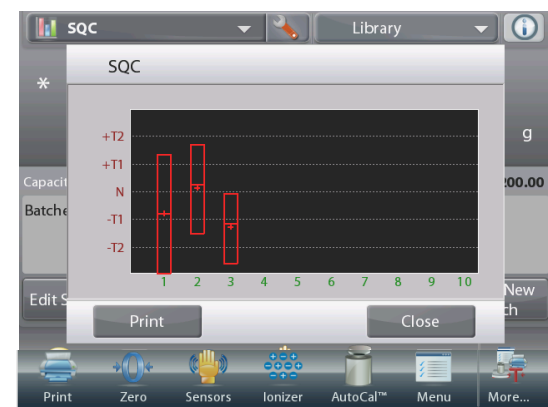 SQC Library
*
SQC
+T2
+T1
N
-T1
-T2
1 2 3 4 5 6 7 8 9 10
g
Capacit 200.00
Batche
Edit S New
ch
Print Close
Print Zero Sensors Ionizer AutoCal™ Menu More...